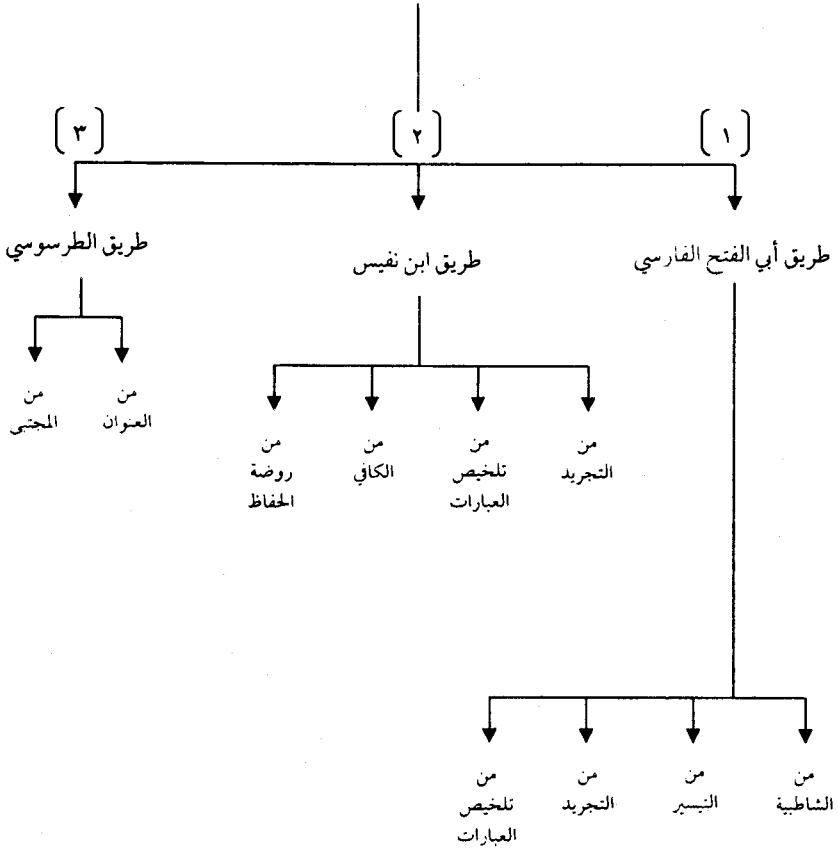 (١)
(٢)
(٣)
طريق أبي الفتح الفارسي
طريق ابن نفيس
طريق الطرسوسي
من
العنوان
من
المجتبى
من
التجريد
من
تلخيص
العبارات
من
الكافي
من
روضة
الحفاظ
من
الشاطبية
من
التيسير
من
التجريد
من
تلخيص
العبارات